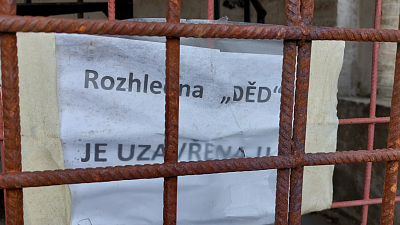 Rozhledna „DĚD“
JE UZAVŘENA !!